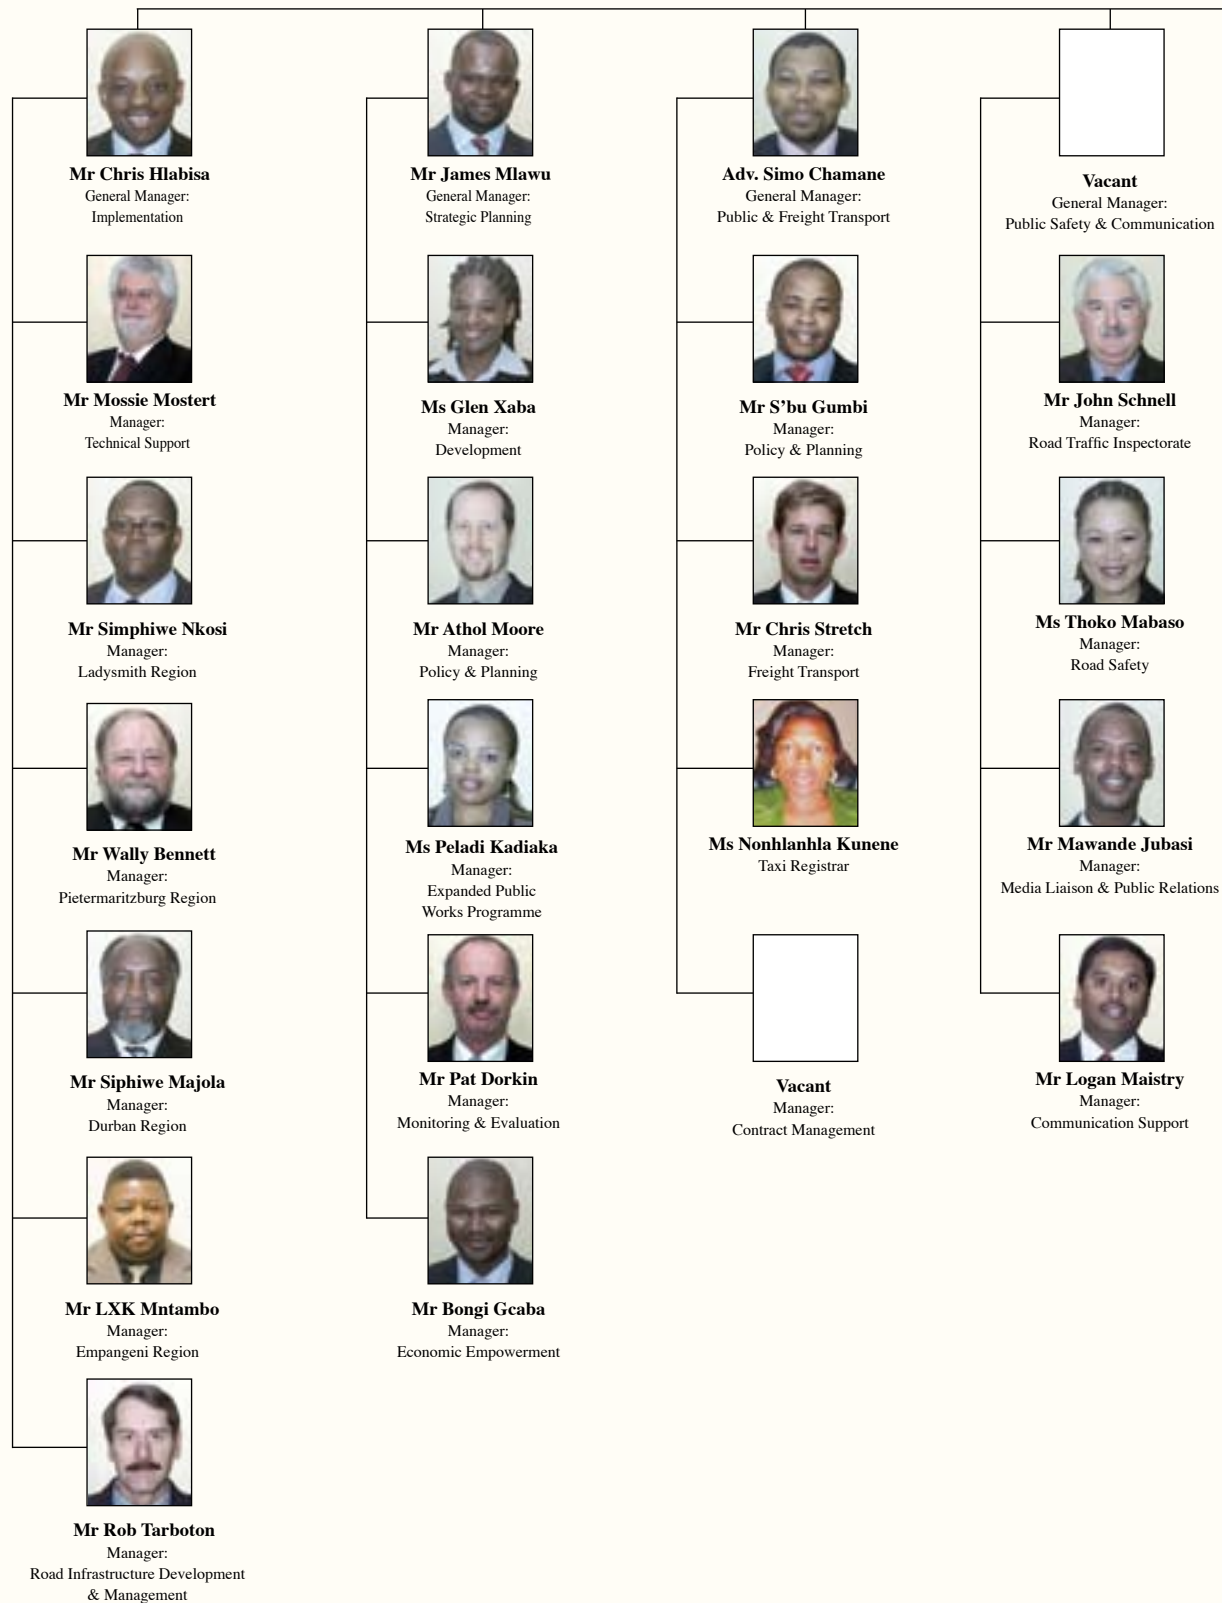 Mr Chris Hlabisa
General Manager:
Implementation
Mr Mossie Mostert
Manager:
Technical Support
Mr Simphiwe Nkosi
Manager:
Ladysmith Region
Mr Wally Bennett
Manager:
Pietermaritzburg Region
Mr Siphiwe Majola
Manager:
Durban Region
Mr LXK Mntambo
Manager:
Empangeni Region
Mr Rob Tarboton
Manager:
Road Infrastructure Development
& Management
Mr James Mlawu
General Manager:
Strategic Planning
Ms Glen Xaba
Manager:
Development
Mr Athol Moore
Manager:
Policy & Planning
Ms Peladi Kadiaka
Manager:
Expanded Public
Works Programme
Mr Pat Dorkin
Manager:
Monitoring & Evaluation
Mr Bongi Gcaba
Manager:
Economic Empowerment
Adv. Simo Chamane
General Manager:
Public & Freight Transport
Mr S’bu Gumbi
Manager:
Policy & Planning
Mr Chris Stretch
Manager:
Freight Transport
Ms Nonhlanhla Kunene
Taxi Registrar
Vacant
Manager:
Contract Management
Vacant
General Manager:
Public Safety & Communication
Mr John Schnell
Manager:
Road Traffic Inspectorate
Ms Thoko Mabaso
Manager:
Road Safety
Mr Mawande Jubasi
Manager:
Media Liaison & Public Relations
Mr Logan Maistry
Manager:
Communication Support